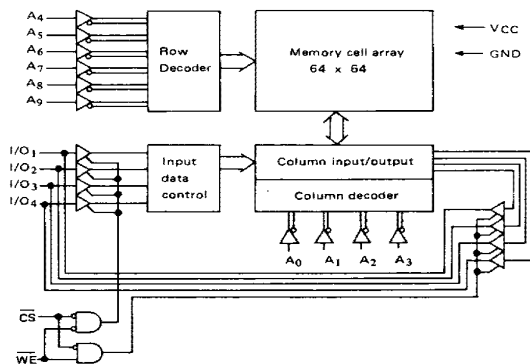 A4
A5
A6
A7
A8
A9
Row
Decoder
Memory cell array
64 x 64
VCC
GND
I/O1
I/O2
I/O3
I/O4
Input
data
control
Column input/output
Column decoder
A0 A1 A2 A3
CS
WE